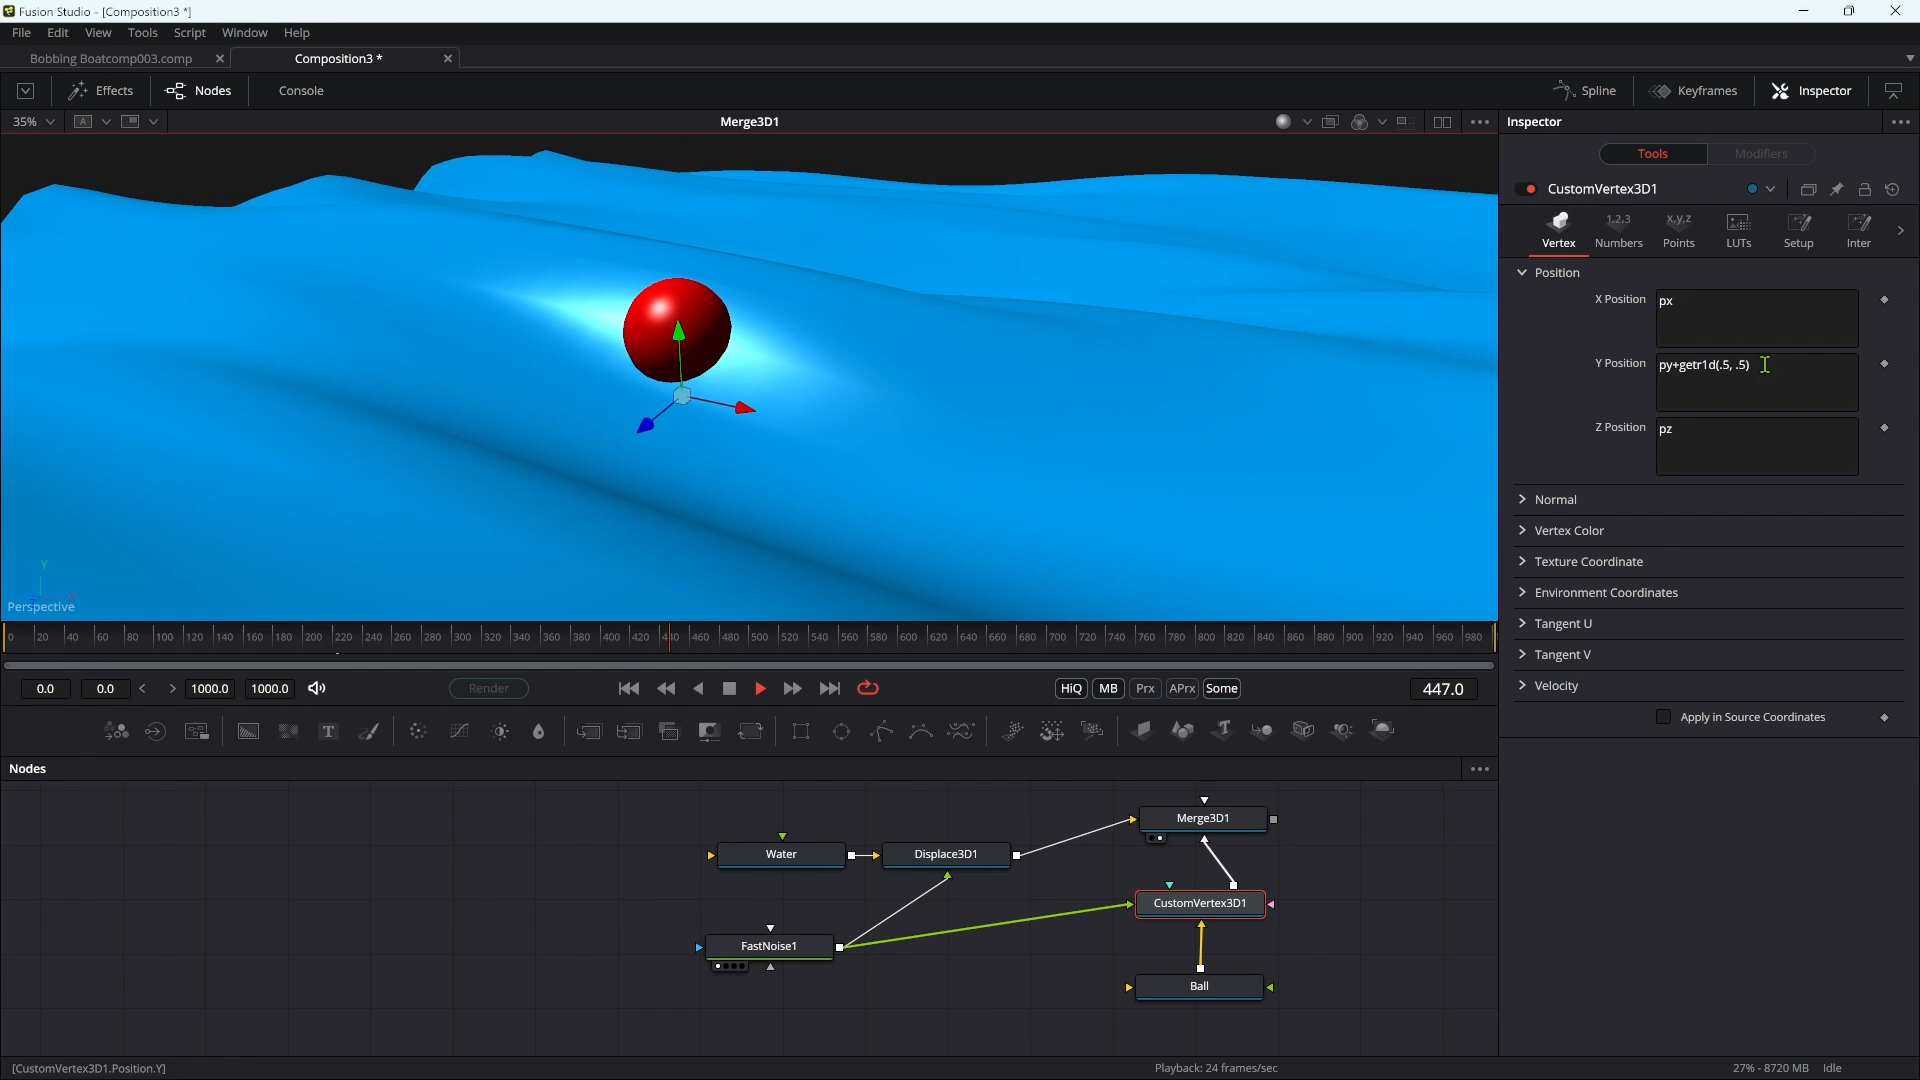 Fusion Studio - [Composition3 *]
File Edit View Tools Script Window Help
Bobbing Boatcomp003.comp Composition3 *
Effects Nodes Console Spline Keyframes Inspector
35% A Merge3D1 Inspector
Tools Modifiers
CustomVertex3D1
1,2,3 x,y,z
Vertex Numbers Points LUTs Setup Inter
Position
X Position px
Y Position py+getr1d(.5, .5)
Z Position pz
Normal
Vertex Color
Texture Coordinate
Environment Coordinates
Tangent U
Tangent V
Velocity
Apply in Source Coordinates
Y
X
Z
Perspective
0 20 40 60 80 100 120 140 160 180 200 220 240 260 280 300 320 340 360 380 400 420 440 460 480 500 520 540 560 580 600 620 640 660 680 700 720 740 760 780 800 820 840 860 880 900 920 940 960 980
0.0 0.0 1000.0 1000.0 Render HiQ MB Prx APrx Some 447.0
Nodes
Merge3D1
Water Displace3D1
CustomVertex3D1
FastNoise1
Ball
[CustomVertex3D1.Position.Y] Playback: 24 frames/sec 27% - 8720 MB Idle